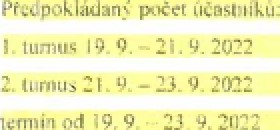 Předpokládaný počet účastníků:
1. turnus 19. 9. – 21. 9. 2022
2. turnus 21. 9. – 23. 9. 2022
termín od 19. 9. – 23. 9. 2022